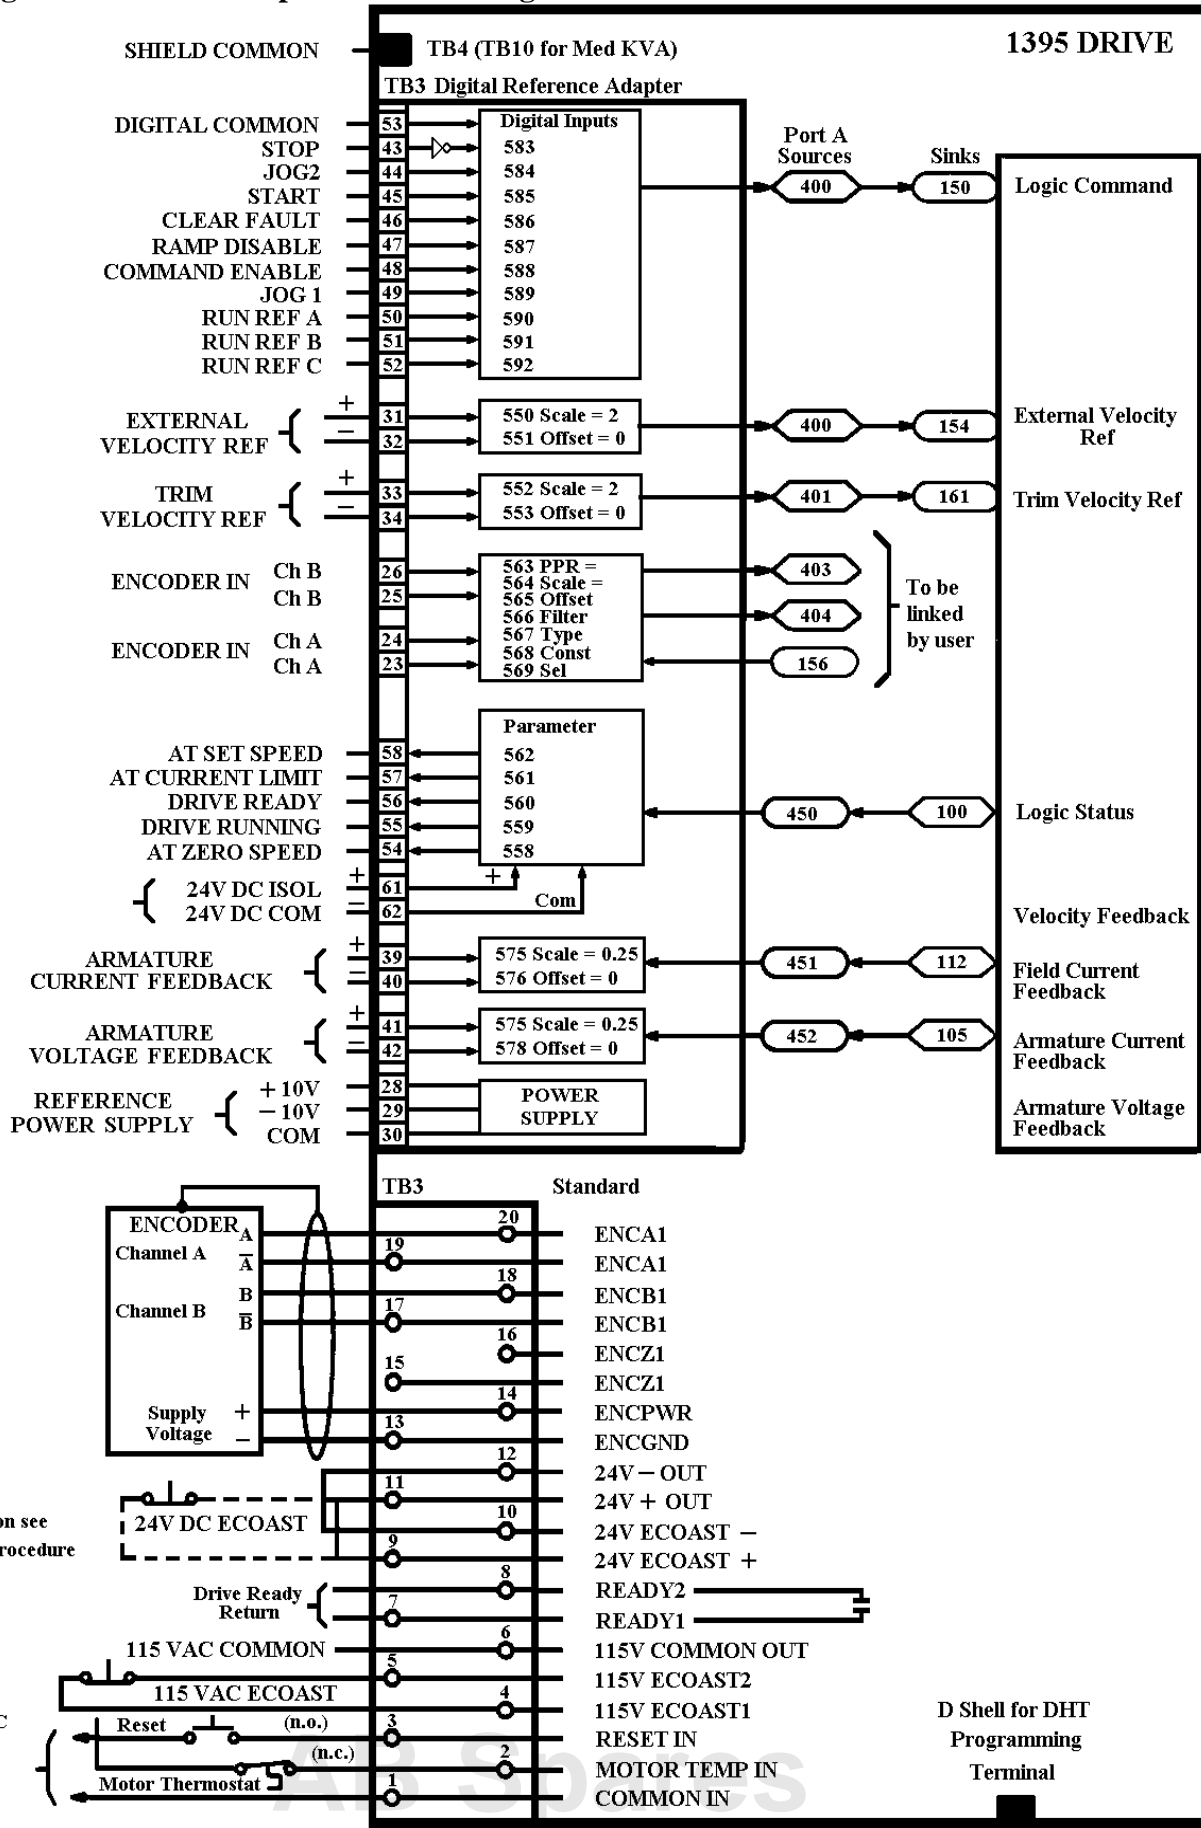 SHIELD COMMON TB4 (TB10 for Med KVA) 1395 DRIVE
TB3 Digital Reference Adapter
DIGITAL COMMON 53 Digital Inputs
STOP 43 583
JOG2 44 584
START 45 585
CLEAR FAULT 46 586
RAMP DISABLE 47 587
COMMAND ENABLE 48 588
JOG 1 49 589
RUN REF A 50 590
RUN REF B 51 591
RUN REF C 52 592
Port A
Sources
Sinks
400 150 Logic Command
EXTERNAL
VELOCITY REF
+ 31 550 Scale = 2
− 32 551 Offset = 0
400 154 External Velocity
Ref
TRIM
VELOCITY REF
+ 33 552 Scale = 2
− 34 553 Offset = 0
401 161 Trim Velocity Ref
ENCODER IN Ch B 26
Ch B 25
ENCODER IN Ch A 24
Ch A 23
563 PPR =
564 Scale =
565 Offset
566 Filter
567 Type
568 Const
569 Sel
403
404
156
To be
linked
by user
Parameter
AT SET SPEED 58 562
AT CURRENT LIMIT 57 561
DRIVE READY 56 560
DRIVE RUNNING 55 559
AT ZERO SPEED 54 558
450 100 Logic Status
24V DC ISOL + 61 +
24V DC COM − 62 Com
Velocity Feedback
ARMATURE
CURRENT FEEDBACK
+ 39 575 Scale = 0.25
− 40 576 Offset = 0
451 112 Field Current
Feedback
ARMATURE
VOLTAGE FEEDBACK
+ 41 575 Scale = 0.25
− 42 578 Offset = 0
452 105 Armature Current
Feedback
REFERENCE
POWER SUPPLY
+ 10V 28
− 10V 29
COM 30
POWER
SUPPLY
Armature Voltage
Feedback
TB3 Standard
ENCODER
Channel A
Channel B
Supply
Voltage
A 20 ENCA1
A̅ 19 ENCA1
B 18 ENCB1
B̅ 17 ENCB1
16 ENCZ1
15 ENCZ1
+ 14 ENCPWR
− 13 ENCGND
12 24V − OUT
11 24V + OUT
on see
24V DC ECOAST 10 24V ECOAST −
rocedure
9 24V ECOAST +
Drive Ready
Return
8 READY2
7 READY1
115 VAC COMMON 6 115V COMMON OUT
5 115V ECOAST2
115 VAC ECOAST 4 115V ECOAST1
C
Reset (n.o.) 3 RESET IN
(n.c.) 2 MOTOR TEMP IN
Motor Thermostat 1 COMMON IN
D Shell for DHT
Programming
Terminal
AB Spares